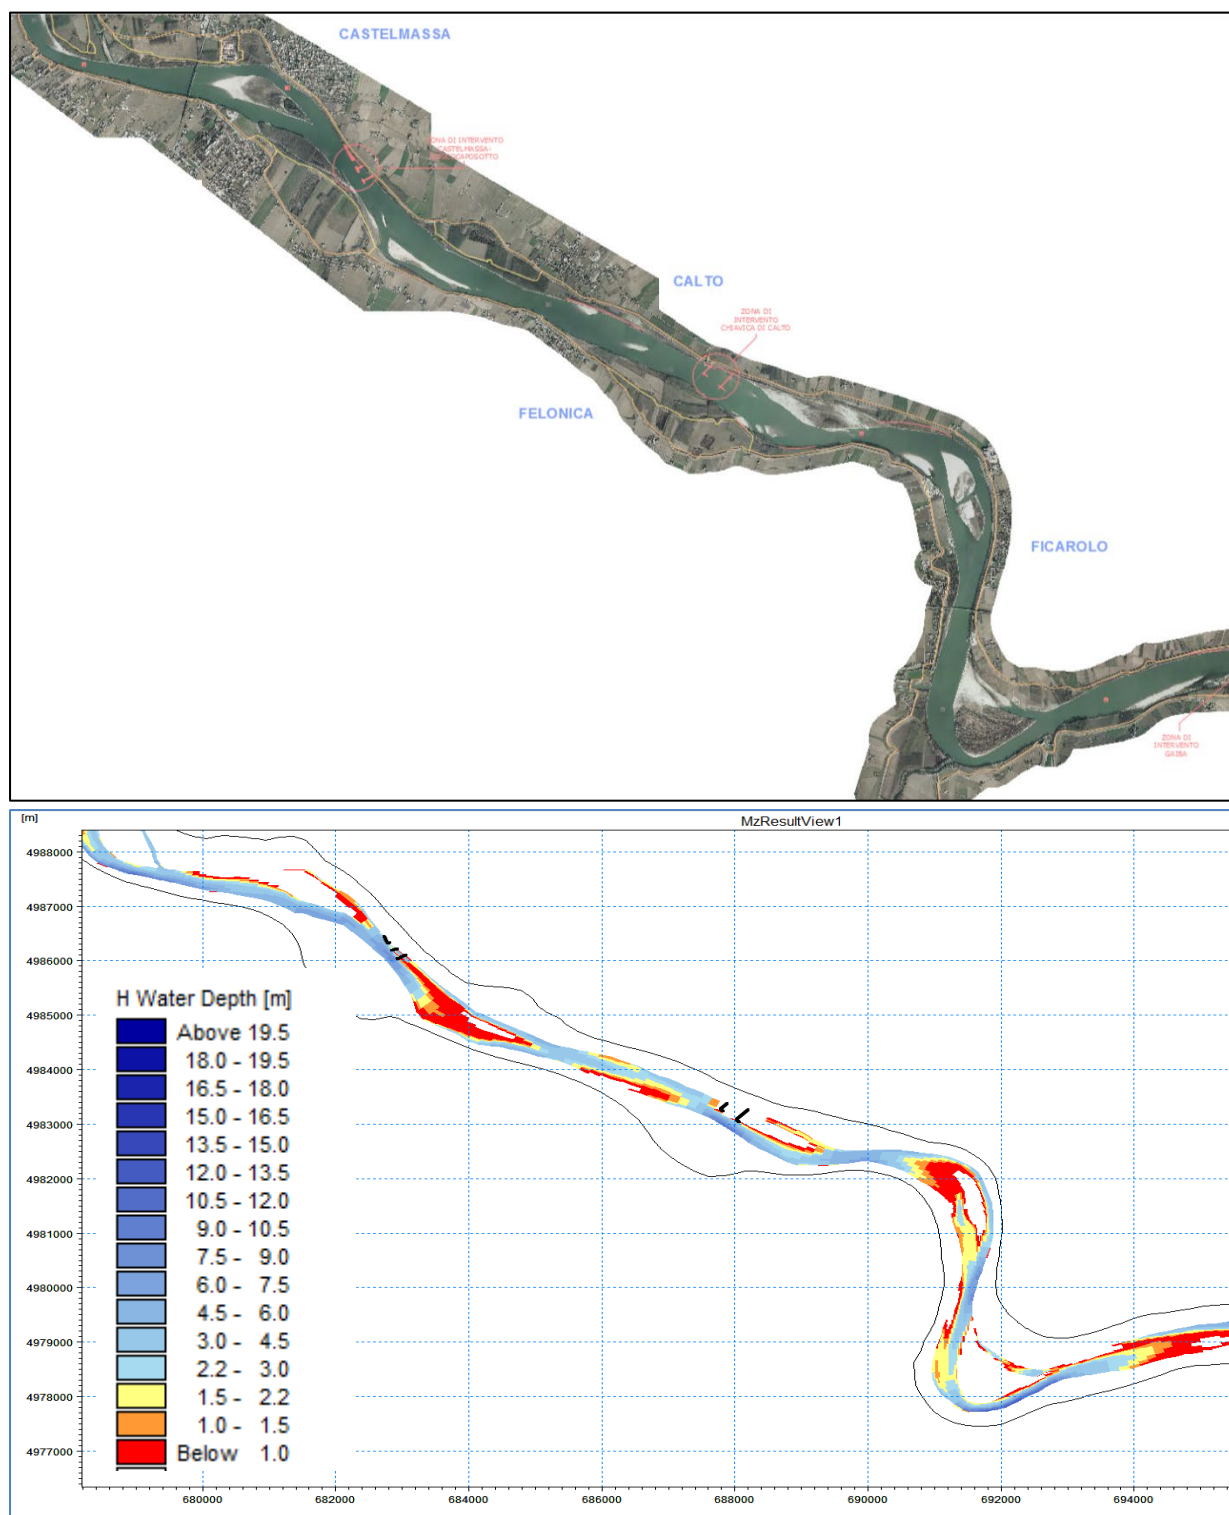 CASTELMASSA
ZONA DI INTERVENTO
CASTELMASSA-
CALTO
ZONA DI
INTERVENTO
CHIAVICA DI CALTO
FELONICA
FICAROLO
ZONA DI
INTERVENTO
GAIBA
[m]
MzResultView1
4988000
4987000
4986000
4985000
4984000
4983000
4982000
4981000
4980000
4979000
4978000
4977000
H Water Depth [m]
Above 19.5
18.0 - 19.5
16.5 - 18.0
15.0 - 16.5
13.5 - 15.0
12.0 - 13.5
10.5 - 12.0
9.0 - 10.5
7.5 - 9.0
6.0 - 7.5
4.5 - 6.0
3.0 - 4.5
2.2 - 3.0
1.5 - 2.2
1.0 - 1.5
Below 1.0
680000 682000 684000 686000 688000 690000 692000 694000